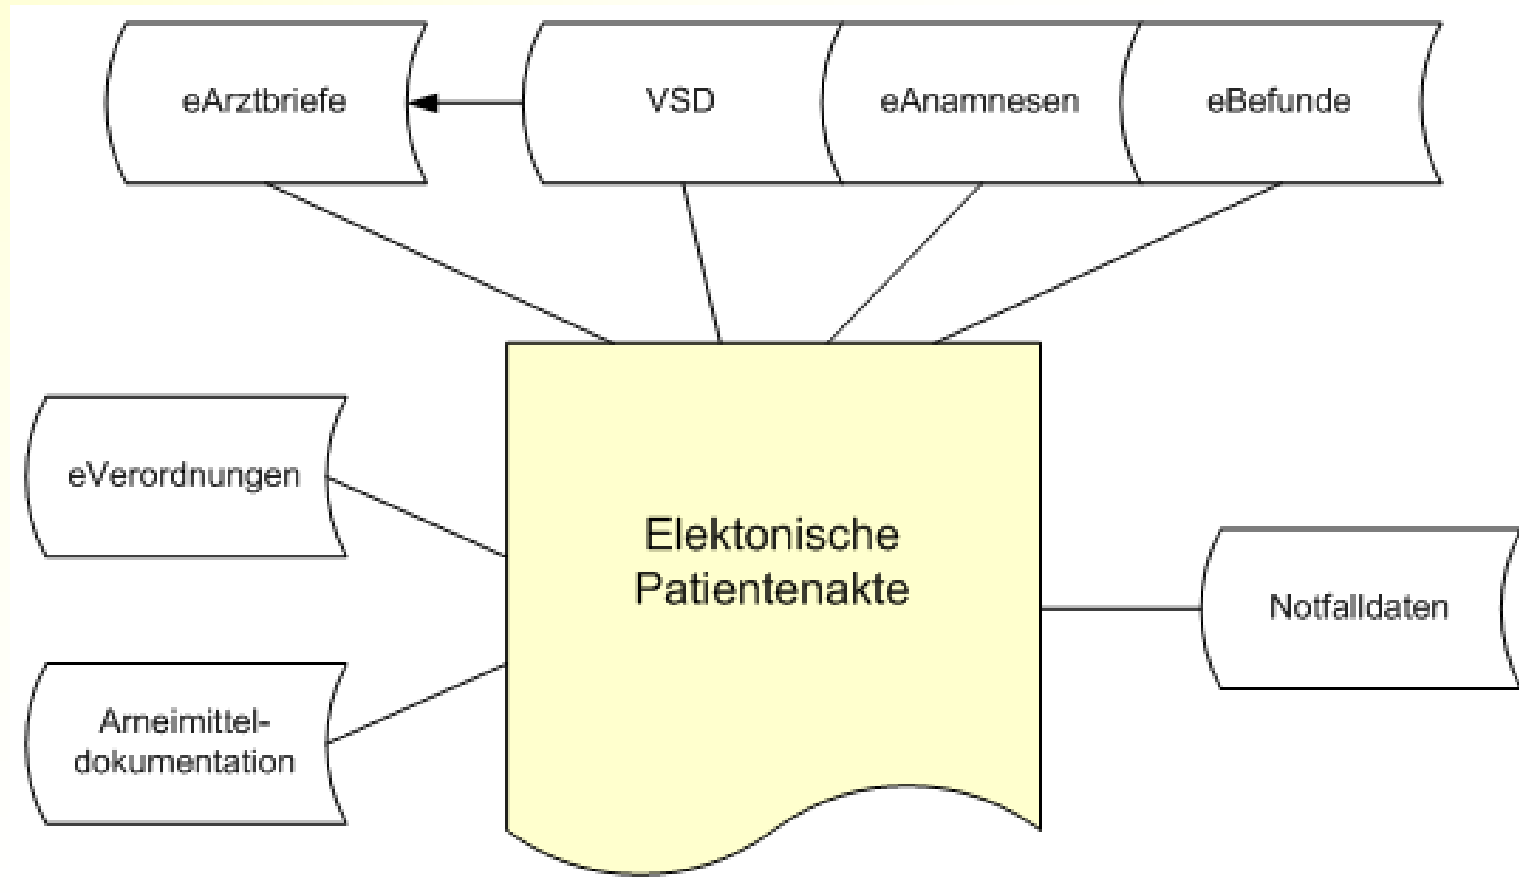 eArztbriefe
VSD
eAnamnesen
eBefunde
eVerordnungen
Elektonische
Patientenakte
Notfalldaten
Arneimittel-
dokumentation